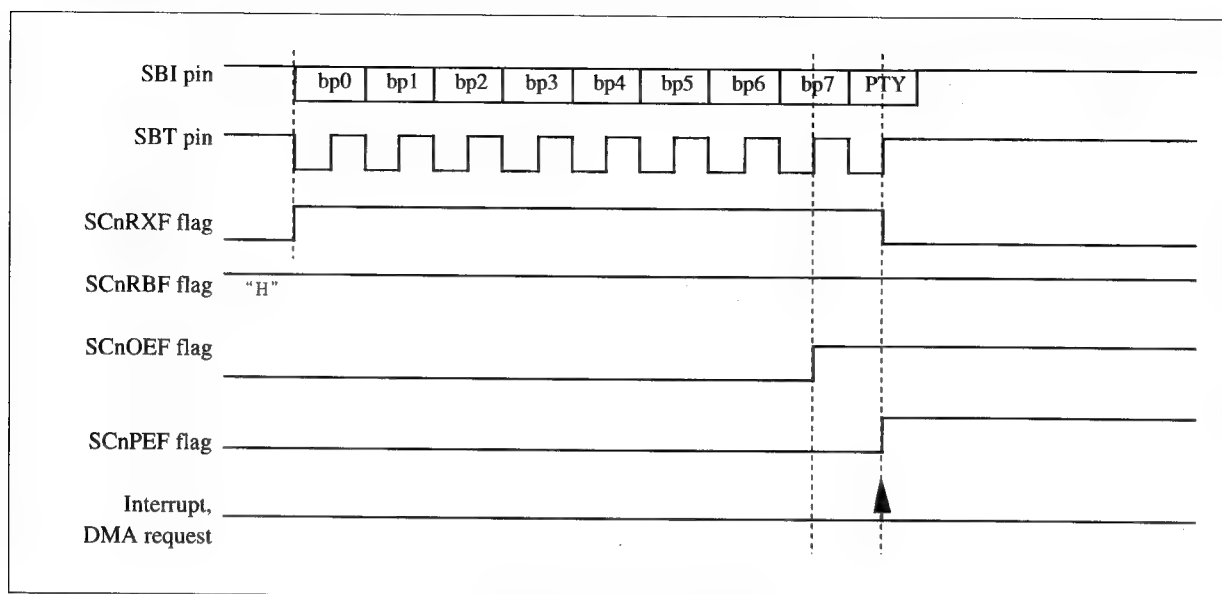 SBI pin
bp0 bp1 bp2 bp3 bp4 bp5 bp6 bp7 PTY
SBT pin
SCnRXF flag
SCnRBF flag "H"
SCnOEF flag
SCnPEF flag
Interrupt,
DMA request